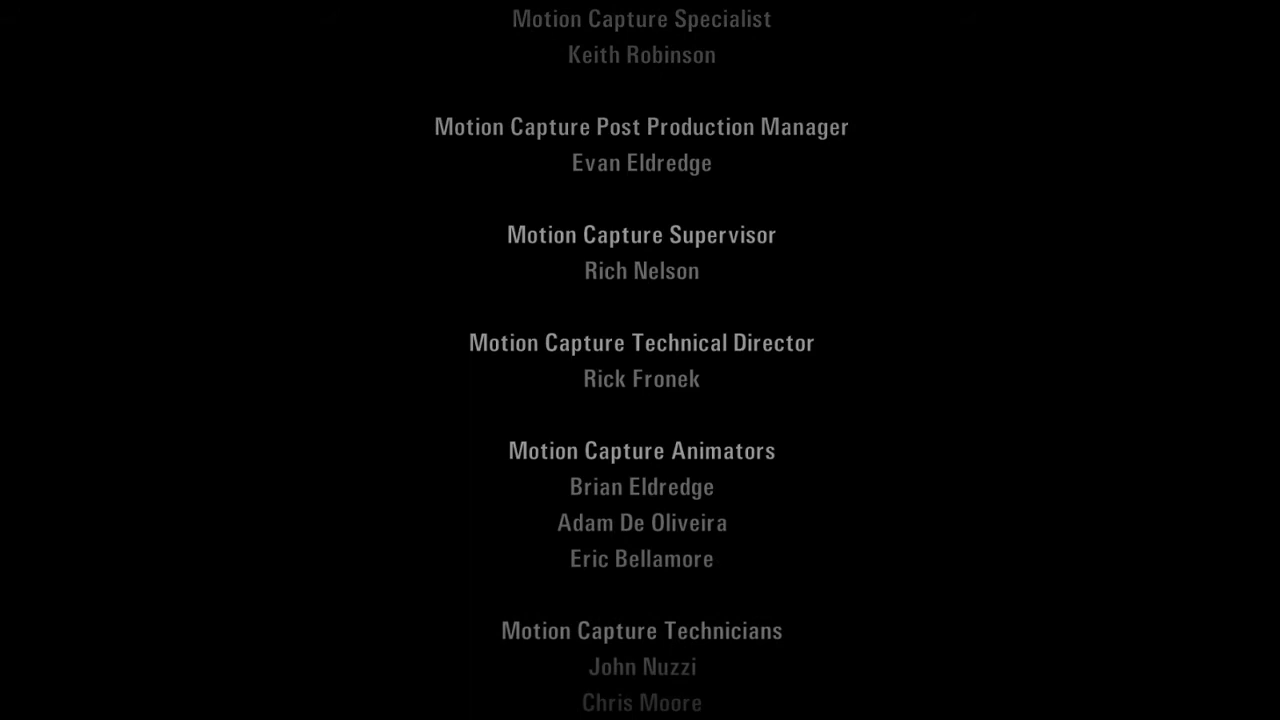 Motion Capture Specialist
Keith Robinson
Motion Capture Post Production Manager
Evan Eldredge
Motion Capture Supervisor
Rich Nelson
Motion Capture Technical Director
Rick Fronek
Motion Capture Animators
Brian Eldredge
Adam De Oliveira
Eric Bellamore
Motion Capture Technicians
John Nuzzi
Chris Moore